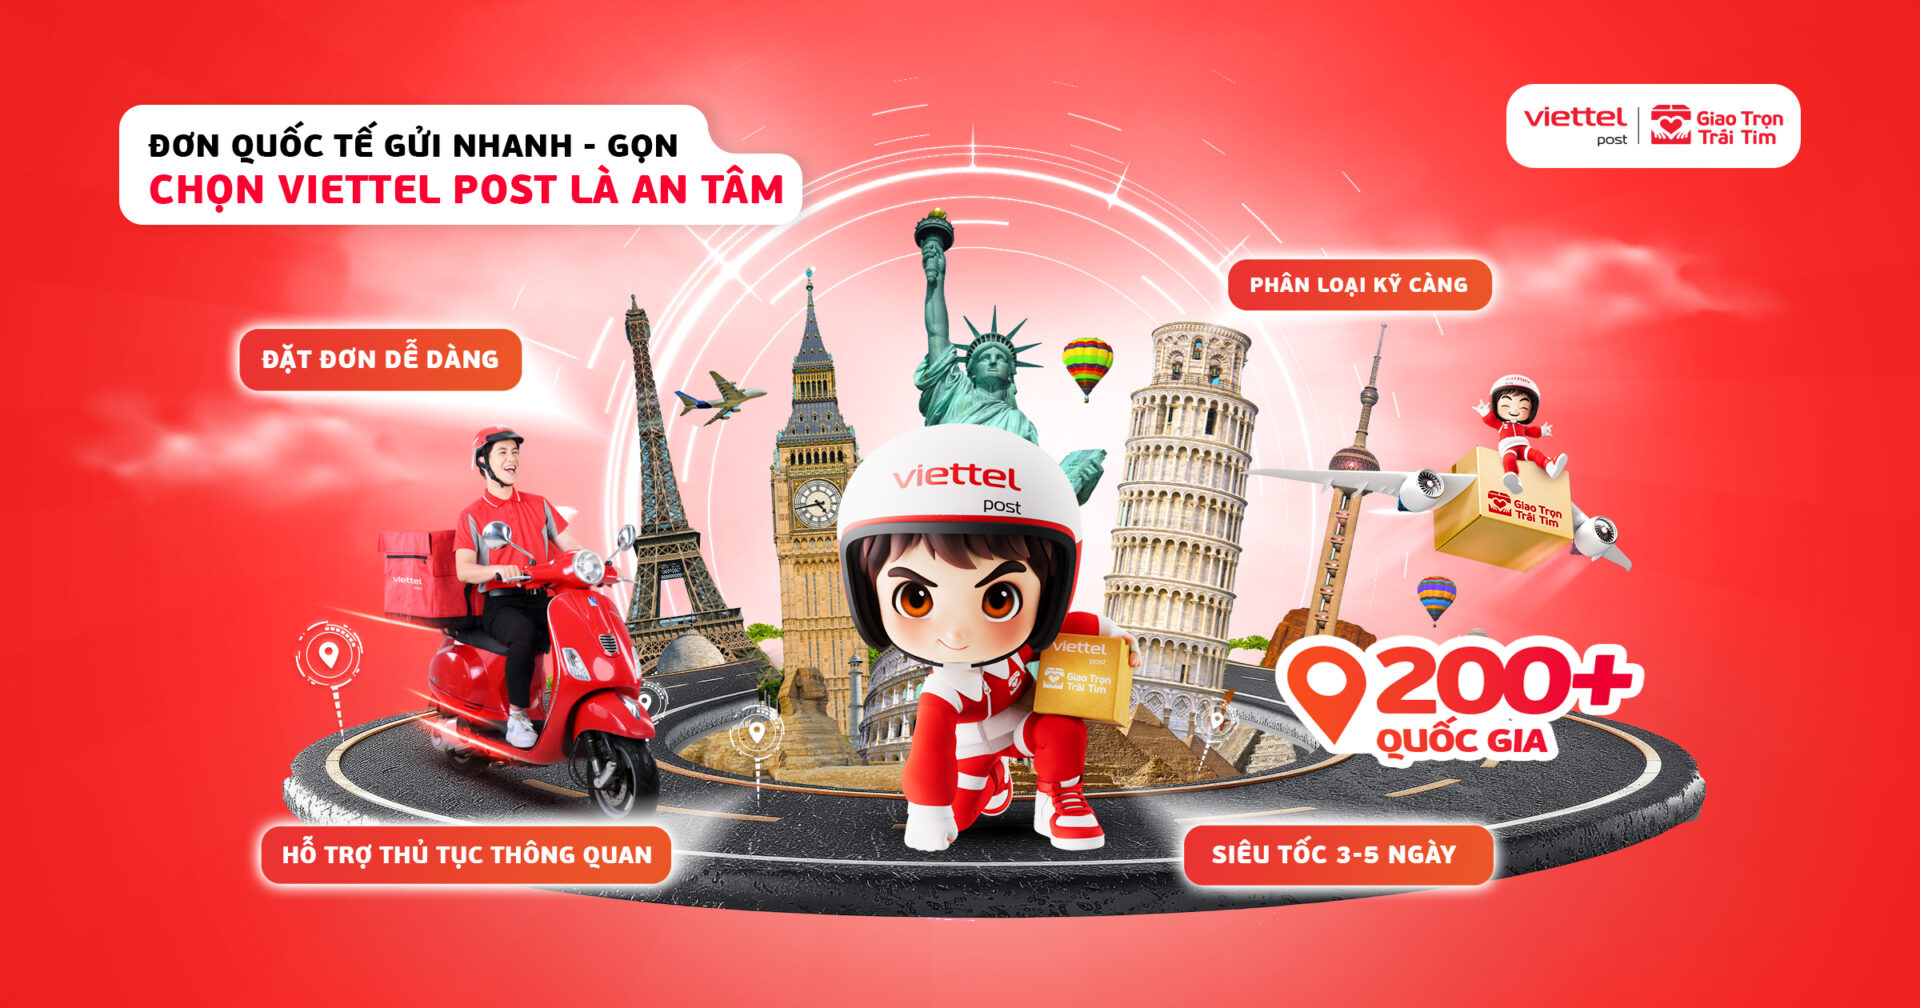 ĐƠN QUỐC TẾ GỬI NHANH - GỌN
CHỌN VIETTEL POST LÀ AN TÂM
viettel
post
Giao Trọn
Trái Tim
PHÂN LOẠI KỸ CÀNG
ĐẶT ĐƠN DỄ DÀNG
viettel
post
Giao Trọn
Trái Tim
viettel
viettel
post
Giao Trọn
Trái Tim
200+
QUỐC GIA
HỖ TRỢ THỦ TỤC THÔNG QUAN
SIÊU TỐC 3-5 NGÀY